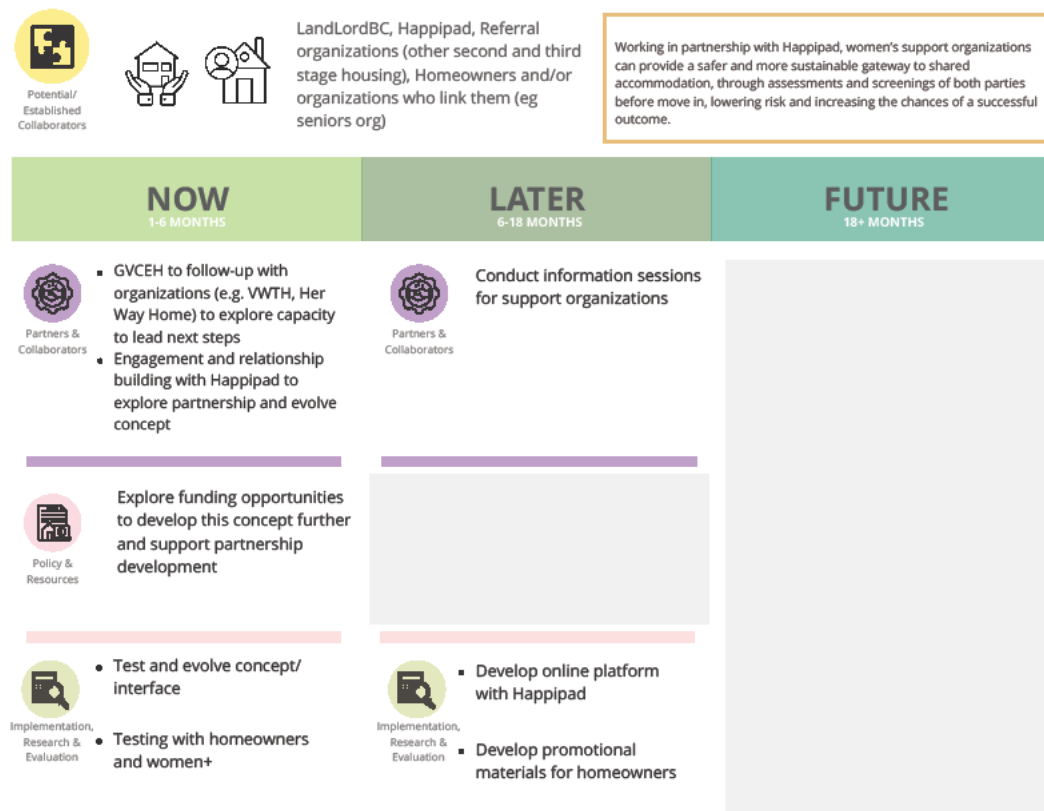 Potential/
Established
Collaborators
LandLordBC, Happipad, Referral
organizations (other second and third
stage housing), Homeowners and/or
organizations who link them (eg
seniors org)
Working in partnership with Happipad, women's support organizations
can provide a safer and more sustainable gateway to shared
accommodation, through assessments and screenings of both parties
before move in, lowering risk and increasing the chances of a successful
outcome.
NOW
1-6 MONTHS
LATER
6-18 MONTHS
FUTURE
18+ MONTHS
Partners &
Collaborators
▪ GVCEH to follow-up with
organizations (e.g. VWTH, Her
Way Home) to explore capacity
to lead next steps
▪ Engagement and relationship
building with Happipad to
explore partnership and evolve
concept
Partners &
Collaborators
Conduct information sessions
for support organizations
Policy &
Resources
Explore funding opportunities
to develop this concept further
and support partnership
development
Implementation,
Research &
Evaluation
• Test and evolve concept/
interface
• Testing with homeowners
and women+
Implementation,
Research &
Evaluation
▪ Develop online platform
with Happipad
▪ Develop promotional
materials for homeowners